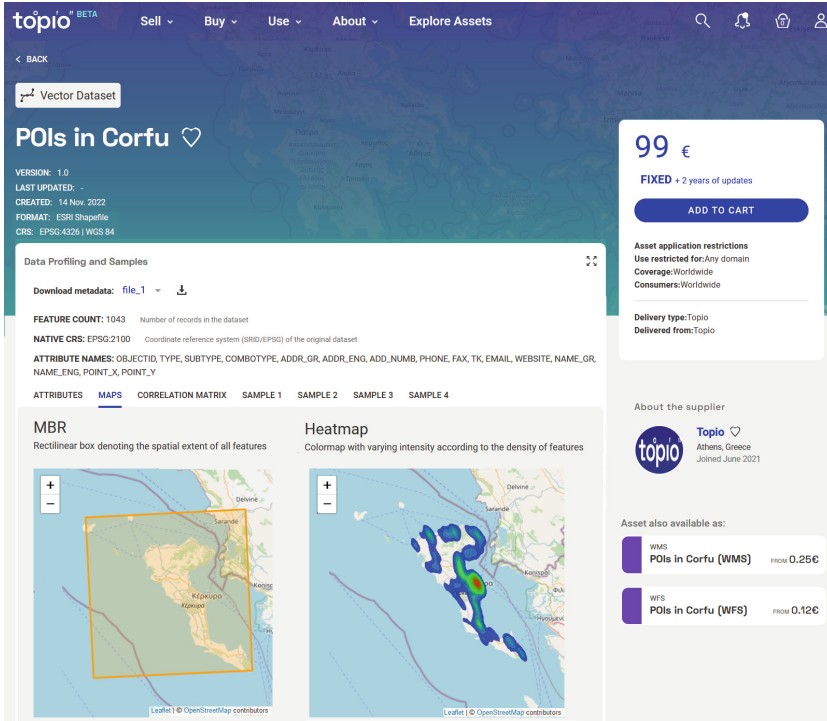 topio BETA
Sell
Buy
Use
About
Explore Assets
< BACK
Vector Dataset
POIs in Corfu
VERSION: 1.0
LAST UPDATED: -
CREATED: 14 Nov. 2022
FORMAT: ESRI Shapefile
CRS: EPSG:4326 | WGS 84
99 €
FIXED + 2 years of updates
ADD TO CART
Asset application restrictions
Use restricted for:Any domain
Coverage:Worldwide
Consumers:Worldwide
Delivery type:Topio
Delivered from:Topio
Data Profiling and Samples
Download metadata: file_1
FEATURE COUNT: 1043 Number of records in the dataset
NATIVE CRS: EPSG:2100 Coordinate reference system (SRID/EPSG) of the original dataset
ATTRIBUTE NAMES: OBJECTID, TYPE, SUBTYPE, COMBOTYPE, ADDR_GR, ADDR_ENG, ADD_NUMB, PHONE, FAX, TK, EMAIL, WEBSITE, NAME_GR,
NAME_ENG, POINT_X, POINT_Y
ATTRIBUTES MAPS CORRELATION MATRIX SAMPLE 1 SAMPLE 2 SAMPLE 3 SAMPLE 4
MBR
Rectilinear box denoting the spatial extent of all features
+
−
Delvinë
Sarandë
Konispol
Κέρκυρα
Κέρκυρα
Leaflet | © OpenStreetMap contributors
Heatmap
Colormap with varying intensity according to the density of features
+
−
Delvinë
Sarandë
Konispol
Leaflet | © OpenStreetMap contributors
About the supplier
topio
Topio
Athens, Greece
Joined June 2021
Asset also available as:
WMS
POIs in Corfu (WMS) FROM 0.25€
WFS
POIs in Corfu (WFS) FROM 0.12€